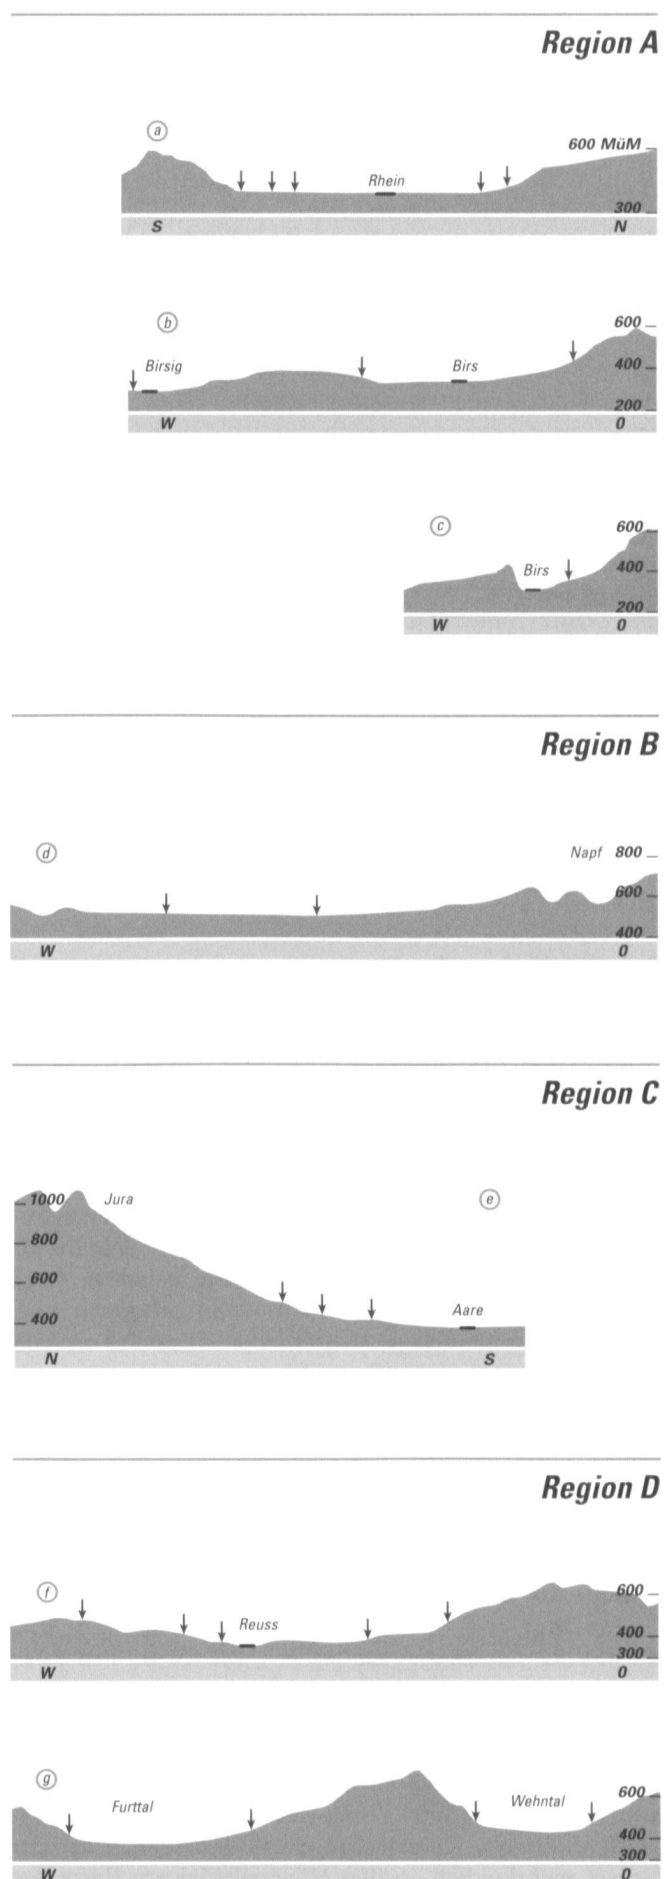 Region A
a
600 MüM
Rhein
300
S N
b
600
Birsig Birs 400
200
W O
c
600
Birs 400
200
W O
Region B
d Napf 800
600
400
W O
Region C
1000 Jura e
800
600
400 Aare
N S
Region D
f 600
Reuss
400
300
W O
g
Furttal Wehntal 600
400
300
W O